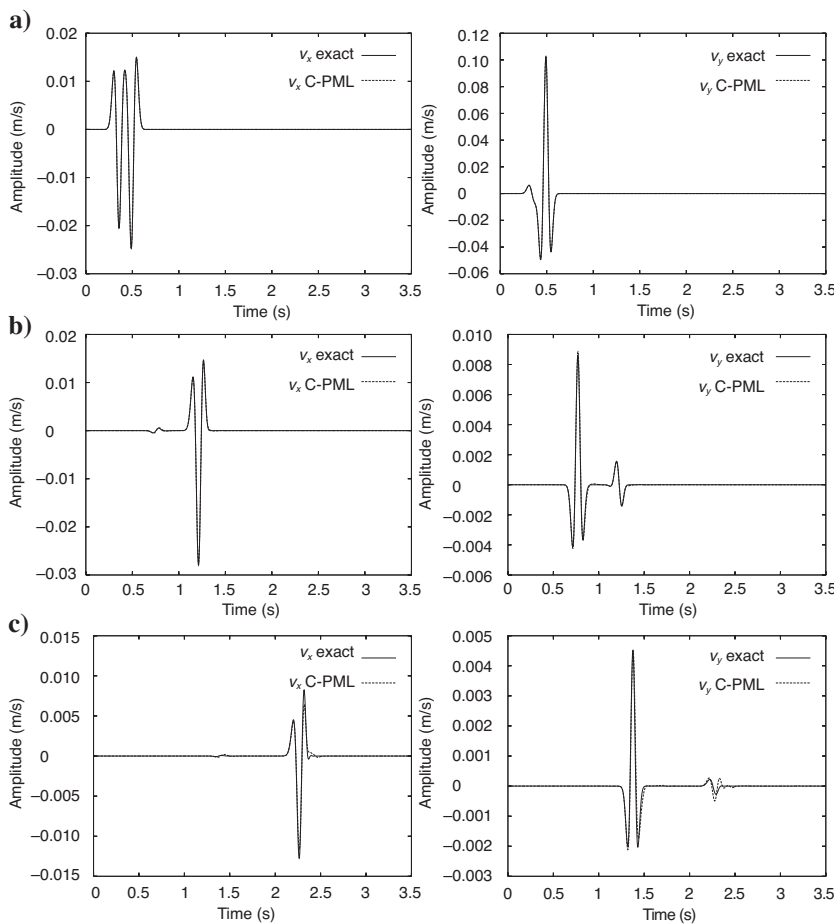 a)
0.02
0.01
0
−0.01
−0.02
−0.03
Amplitude (m/s)
vx exact
vx C-PML
0 0.5 1 1.5 2 2.5 3 3.5
Time (s)
0.12
0.10
0.08
0.06
0.04
0.02
0
−0.02
−0.04
−0.06
Amplitude (m/s)
vy exact
vy C-PML
0 0.5 1 1.5 2 2.5 3 3.5
Time (s)
b)
0.02
0.01
0
−0.01
−0.02
−0.03
Amplitude (m/s)
vx exact
vx C-PML
0 0.5 1 1.5 2 2.5 3 3.5
Time (s)
0.010
0.008
0.006
0.004
0.002
0
−0.002
−0.004
−0.006
Amplitude (m/s)
vy exact
vy C-PML
0 0.5 1 1.5 2 2.5 3 3.5
Time (s)
c)
0.015
0.010
0.005
0
−0.005
−0.010
−0.015
Amplitude (m/s)
vx exact
vx C-PML
0 0.5 1 1.5 2 2.5 3 3.5
Time (s)
0.005
0.004
0.003
0.002
0.001
0
−0.001
−0.002
−0.003
Amplitude (m/s)
vy exact
vy C-PML
0 0.5 1 1.5 2 2.5 3 3.5
Time (s)